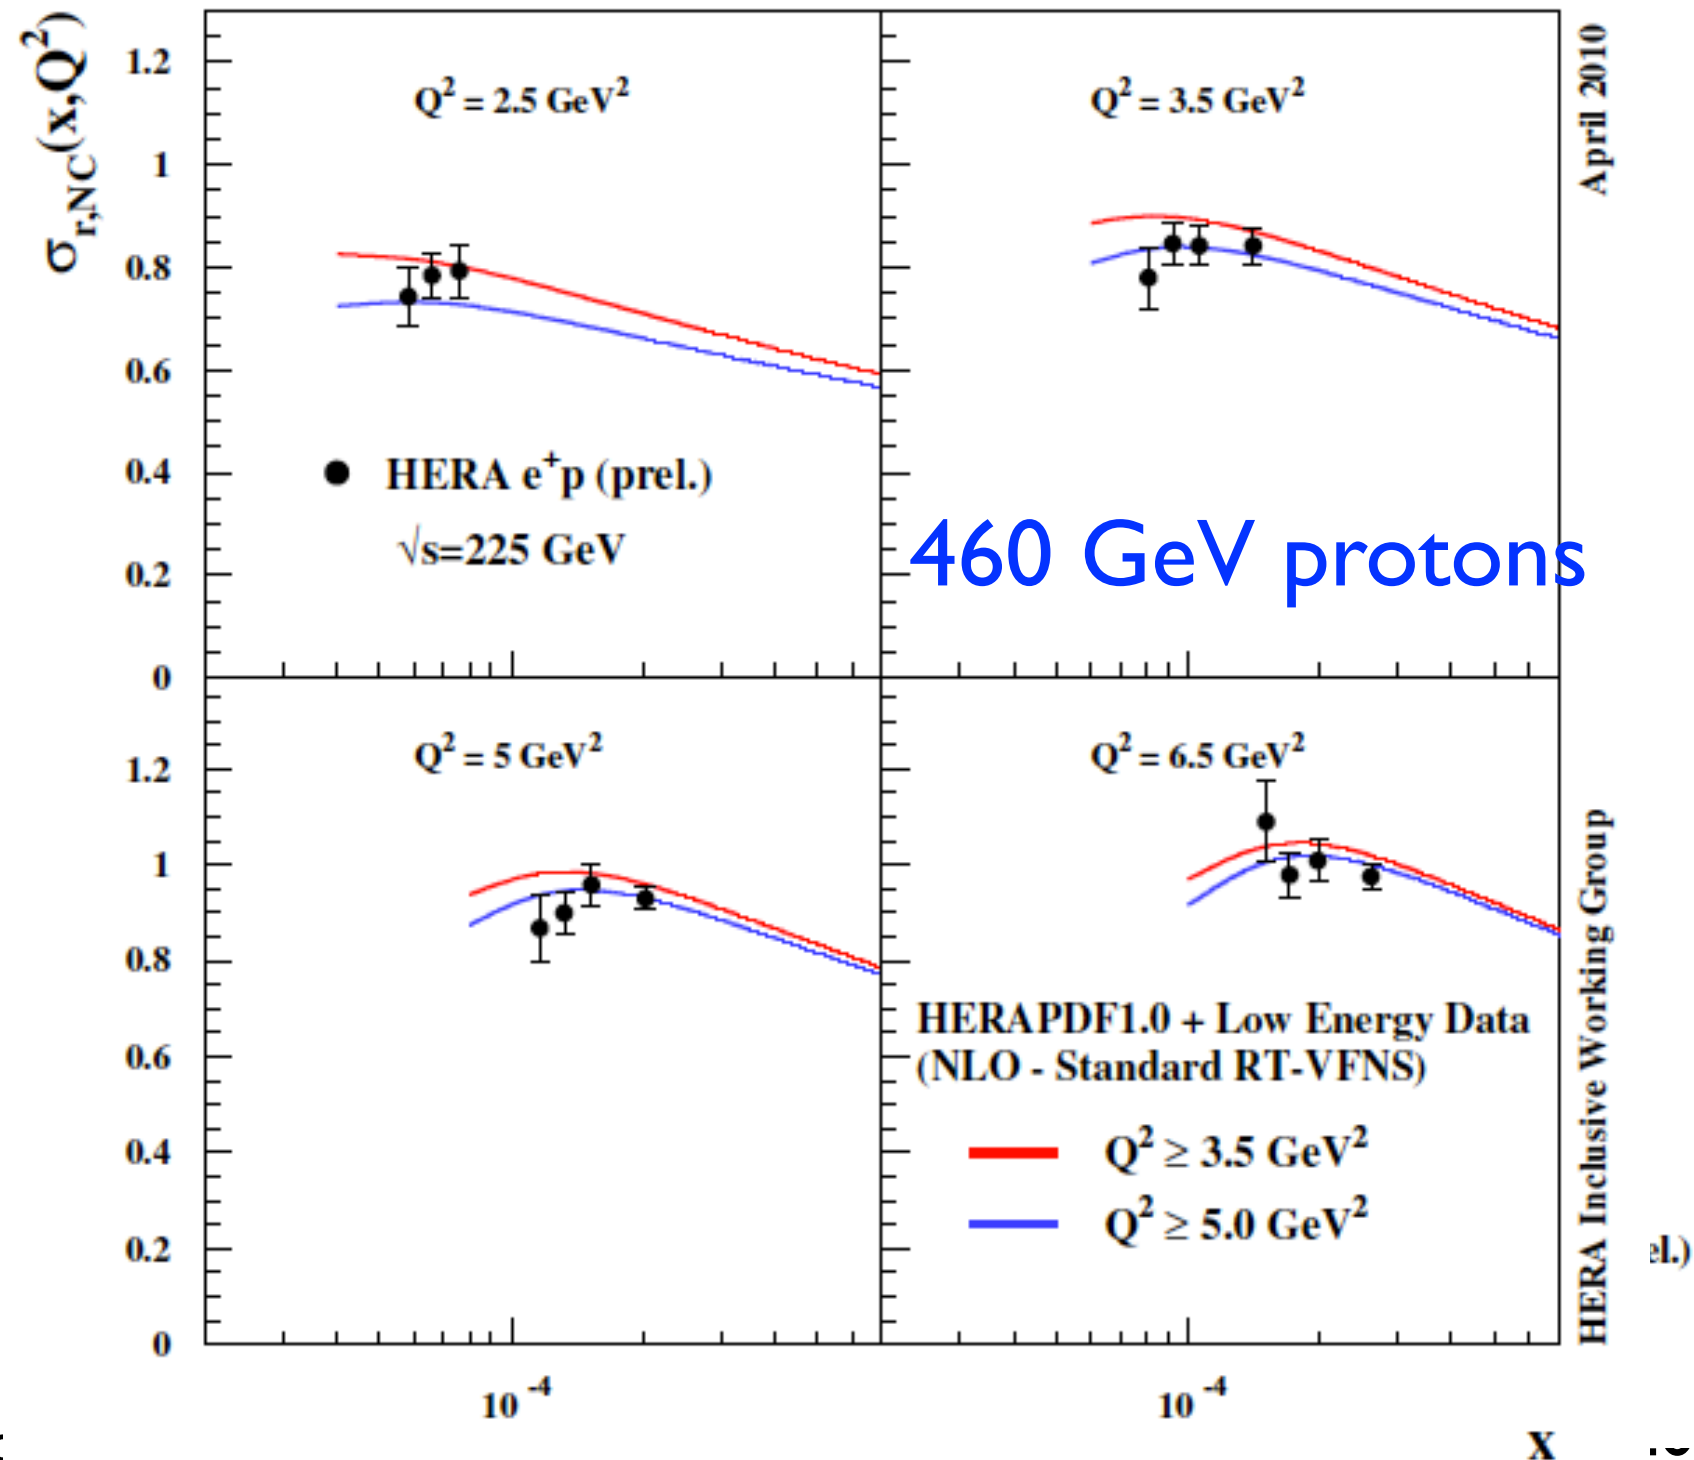 σr,NC(x,Q²)
April 2010
Q² = 2.5 GeV²
Q² = 3.5 GeV²
1.2
1
0.8
0.6
0.4
0.2
0
HERA e⁺p (prel.)
√s=225 GeV
460 GeV protons
Q² = 5 GeV²
Q² = 6.5 GeV²
1.2
1
0.8
0.6
0.4
0.2
0
HERAPDF1.0 + Low Energy Data
(NLO - Standard RT-VFNS)
Q² ≥ 3.5 GeV²
Q² ≥ 5.0 GeV²
HERA Inclusive Working Group
el.)
10⁻⁴
10⁻⁴
x